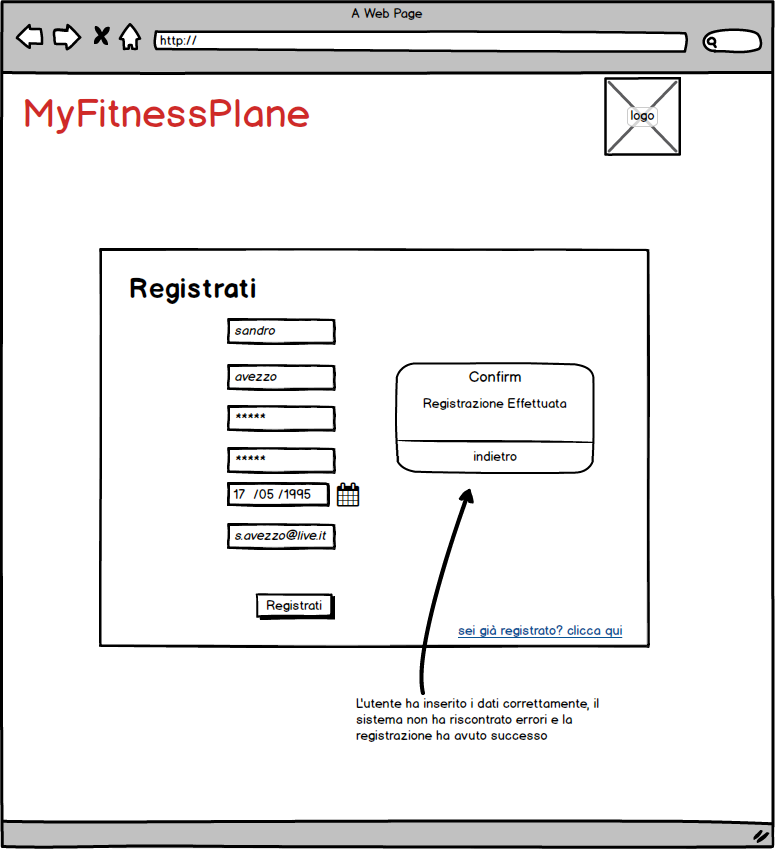 A Web Page
http://
MyFitnessPlane
logo
Registrati
sandro
avezzo
*****
*****
17 /05 /1995
s.avezzo@live.it
Registrati
Confirm
Registrazione Effettuata
indietro
sei già registrato? clicca qui
L'utente ha inserito i dati correttamente, il
sistema non ha riscontrato errori e la
registrazione ha avuto successo